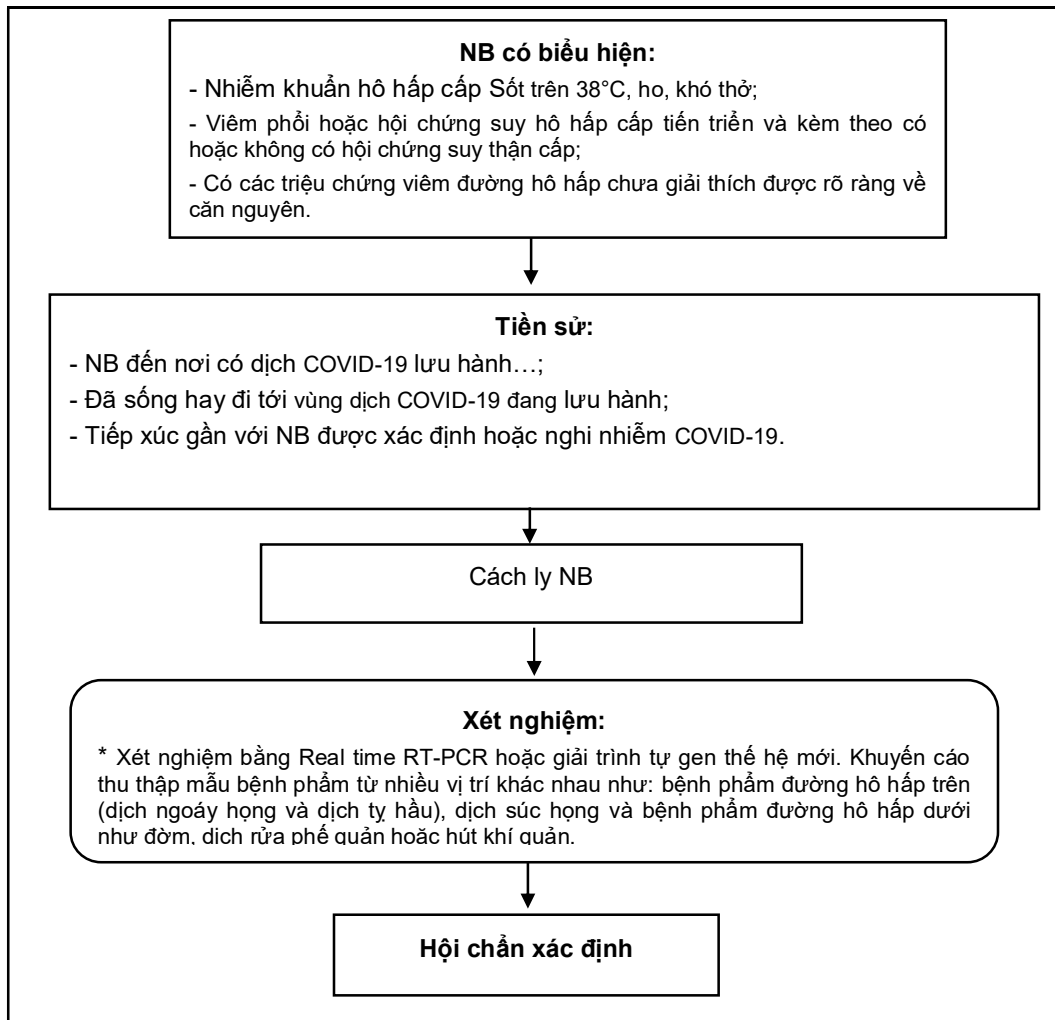 NB có biểu hiện:
- Nhiễm khuẩn hô hấp cấp Sốt trên 38°C, ho, khó thở;
- Viêm phổi hoặc hội chứng suy hô hấp cấp tiến triển và kèm theo có
hoặc không có hội chứng suy thận cấp;
- Có các triệu chứng viêm đường hô hấp chưa giải thích được rõ ràng về
căn nguyên.
Tiền sử:
- NB đến nơi có dịch COVID-19 lưu hành…;
- Đã sống hay đi tới vùng dịch COVID-19 đang lưu hành;
- Tiếp xúc gần với NB được xác định hoặc nghi nhiễm COVID-19.
Cách ly NB
Xét nghiệm:
* Xét nghiệm bằng Real time RT-PCR hoặc giải trình tự gen thế hệ mới. Khuyến cáo
thu thập mẫu bệnh phẩm từ nhiều vị trí khác nhau như: bệnh phẩm đường hô hấp trên
(dịch ngoáy họng và dịch tỵ hầu), dịch súc họng và bệnh phẩm đường hô hấp dưới
như đờm, dịch rửa phế quản hoặc hút khí quản.
Hội chẩn xác định